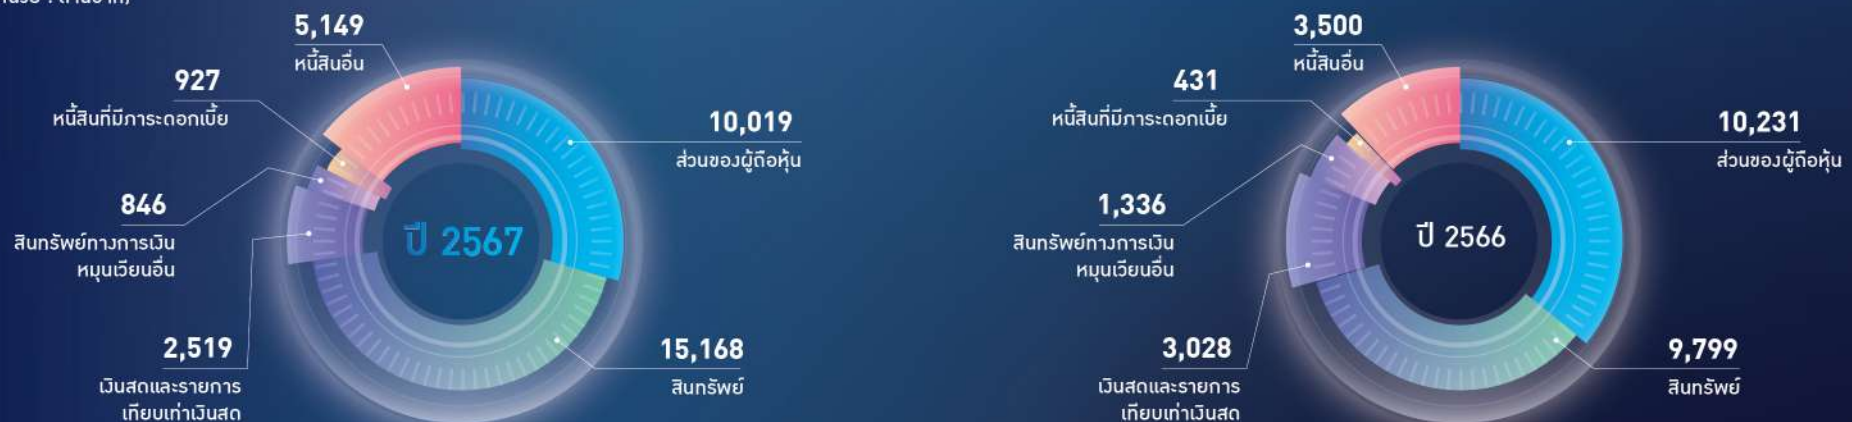 5,149
หนี้สินอื่น
927
หนี้สินที่มีภาระดอกเบี้ย
10,019
ส่วนของผู้ถือหุ้น
846
สินทรัพย์ทางการเงิน
หมุนเวียนอื่น
ปี 2567
2,519
เงินสดและรายการ
เทียบเท่าเงินสด
15,168
สินทรัพย์
3,500
หนี้สินอื่น
431
หนี้สินที่มีภาระดอกเบี้ย
10,231
ส่วนของผู้ถือหุ้น
1,336
สินทรัพย์ทางการเงิน
หมุนเวียนอื่น
ปี 2566
3,028
เงินสดและรายการ
เทียบเท่าเงินสด
9,799
สินทรัพย์